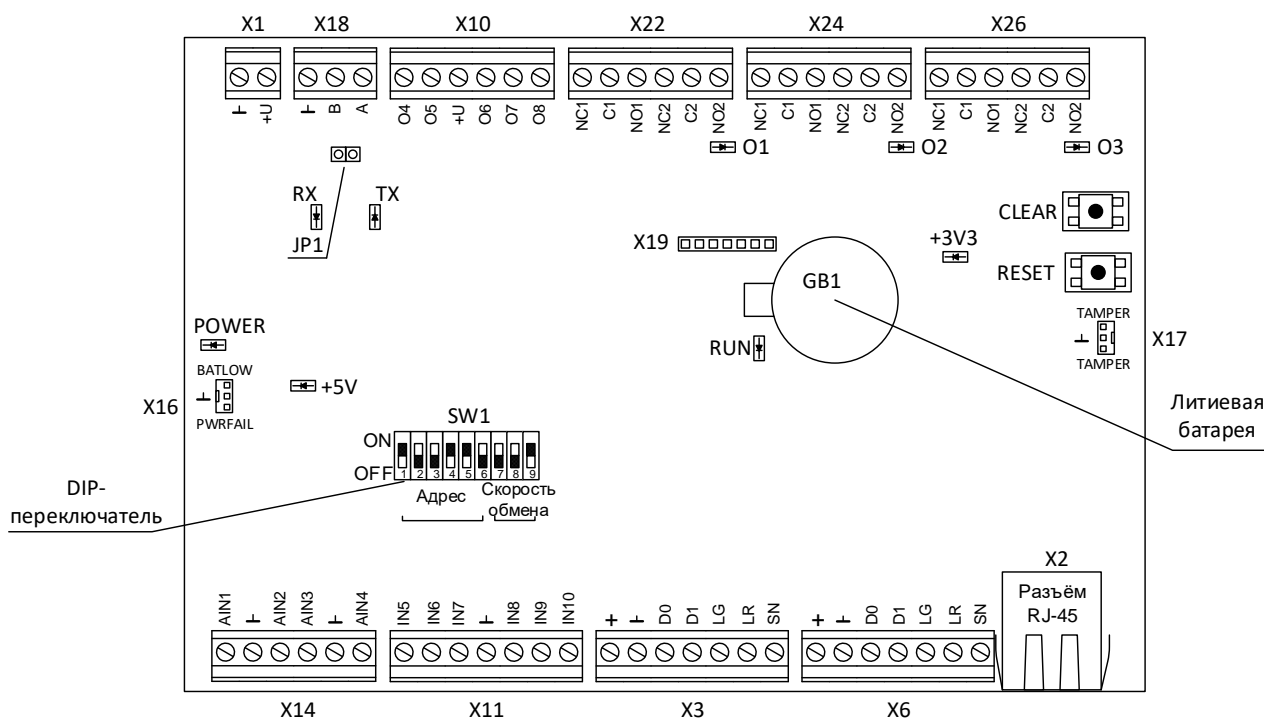 X1 X18 X10 X22 X24 X26
+U
B
A
O4
O5
+U
O6
O7
O8
NC1
C1
NO1
NC2
C2
NO2
NC1
C1
NO1
NC2
C2
NO2
NC1
C1
NO1
NC2
C2
NO2
O1
O2
O3
RX
TX
JP1
CLEAR
X19
+3V3
RESET
GB1
POWER
TAMPER
X17
TAMPER
RUN
BATLOW
X16
PWRFAIL
+5V
Литиевая
батарея
SW1
ON
OFF
1 2 3 4 5 6 7 8 9
Адрес
Скорость
обмена
DIP-
переключатель
X2
Разъём
RJ-45
AIN1
AIN2
AIN3
AIN4
IN5
IN6
IN7
IN8
IN9
IN10
+
D0
D1
LG
LR
SN
+
D0
D1
LG
LR
SN
X14 X11 X3 X6